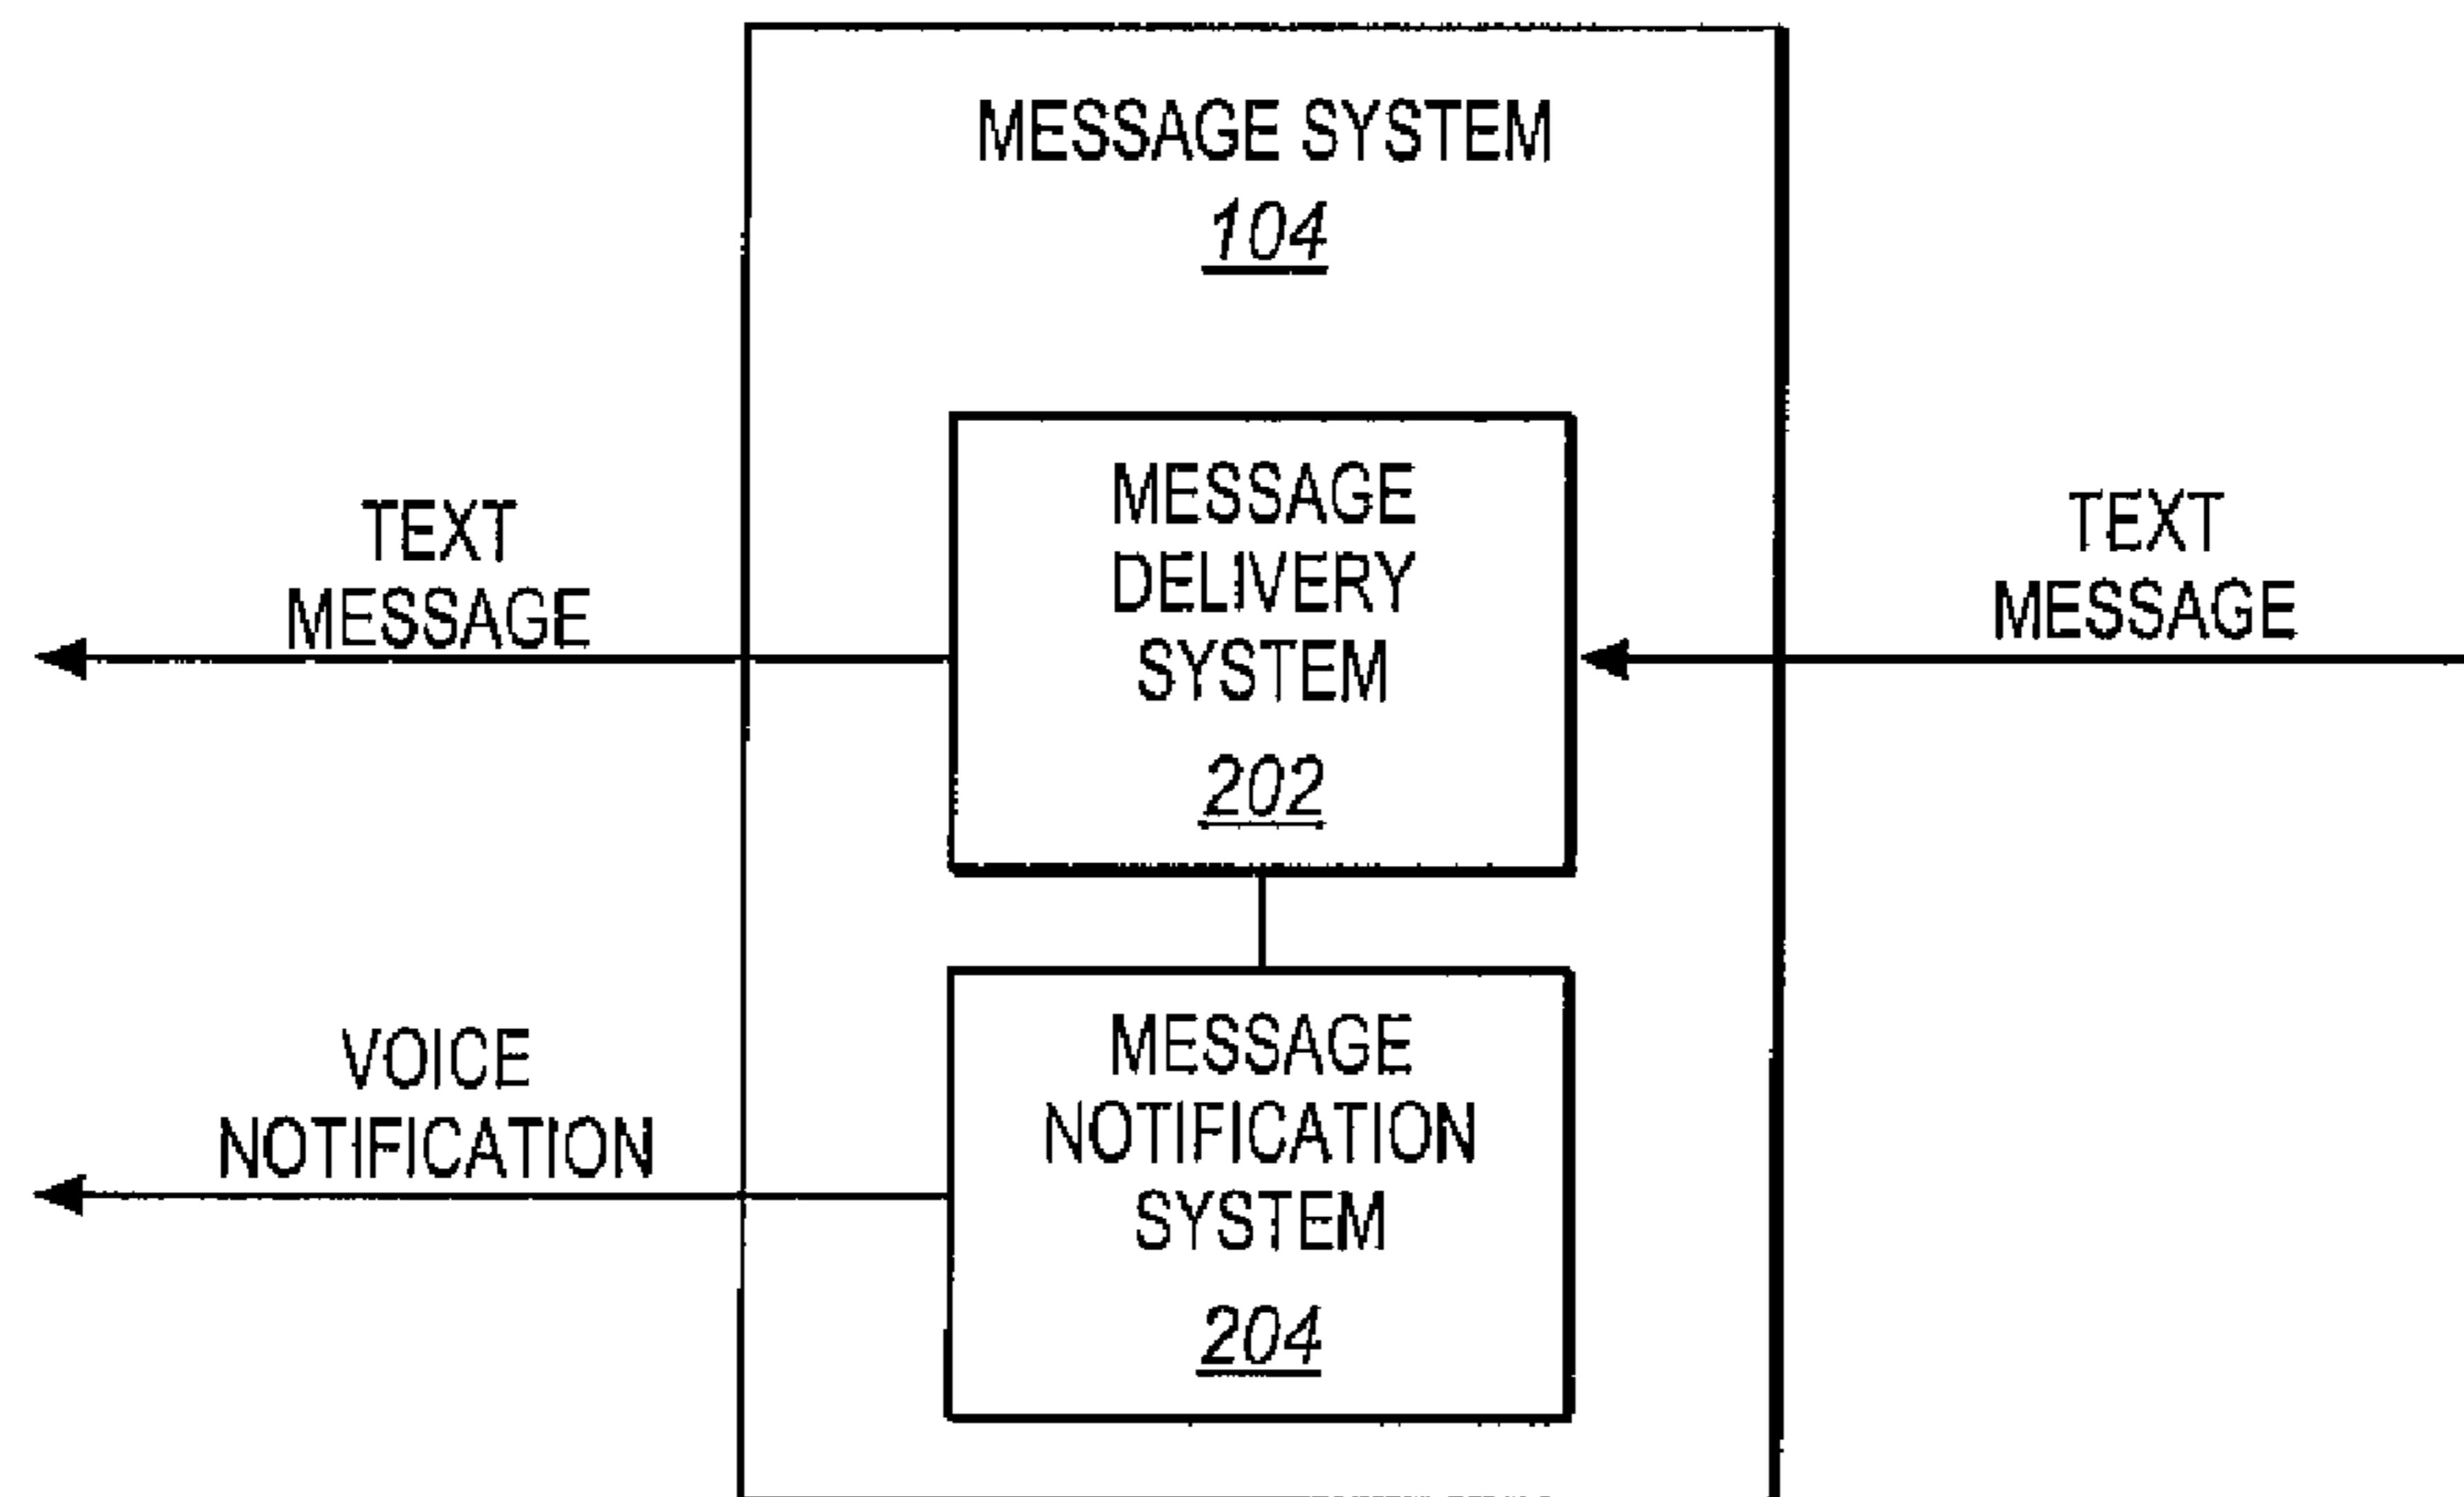 MESSAGE SYSTEM
104
TEXT
MESSAGE
MESSAGE
DELIVERY
SYSTEM
202
TEXT
MESSAGE
VOICE
NOTIFICATION
MESSAGE
NOTIFICATION
SYSTEM
204